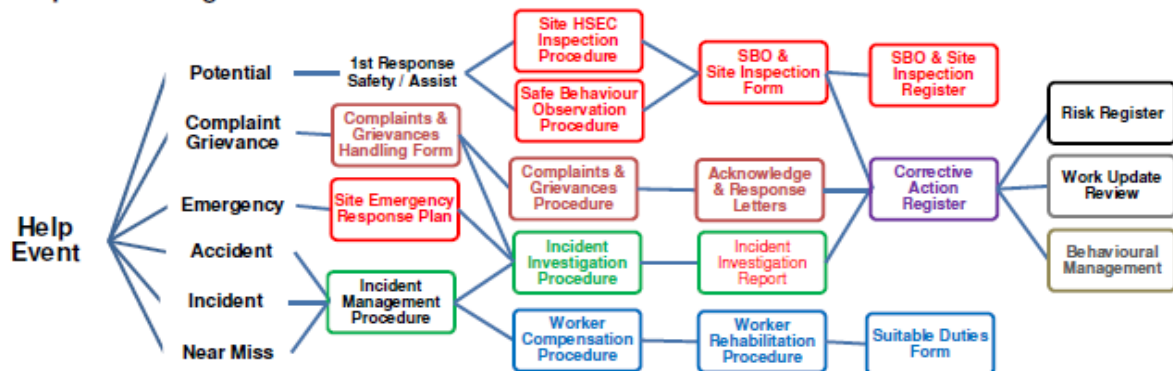 Help
Event
Potential
Complaint
Grievance
Emergency
Accident
Incident
Near Miss
1st Response
Safety / Assist
Complaints &
Grievances
Handling Form
Site Emergency
Response Plan
Incident
Management
Procedure
Site HSEC
Inspection
Procedure
Safe Behaviour
Observation
Procedure
Complaints &
Grievances
Procedure
Incident
Investigation
Procedure
Worker
Compensation
Procedure
SBO &
Site Inspection
Form
Acknowledge
& Response
Letters
Incident
Investigation
Report
Worker
Rehabilitation
Procedure
SBO & Site
Inspection
Register
Corrective
Action
Register
Suitable Duties
Form
Risk Register
Work Update
Review
Behavioural
Management